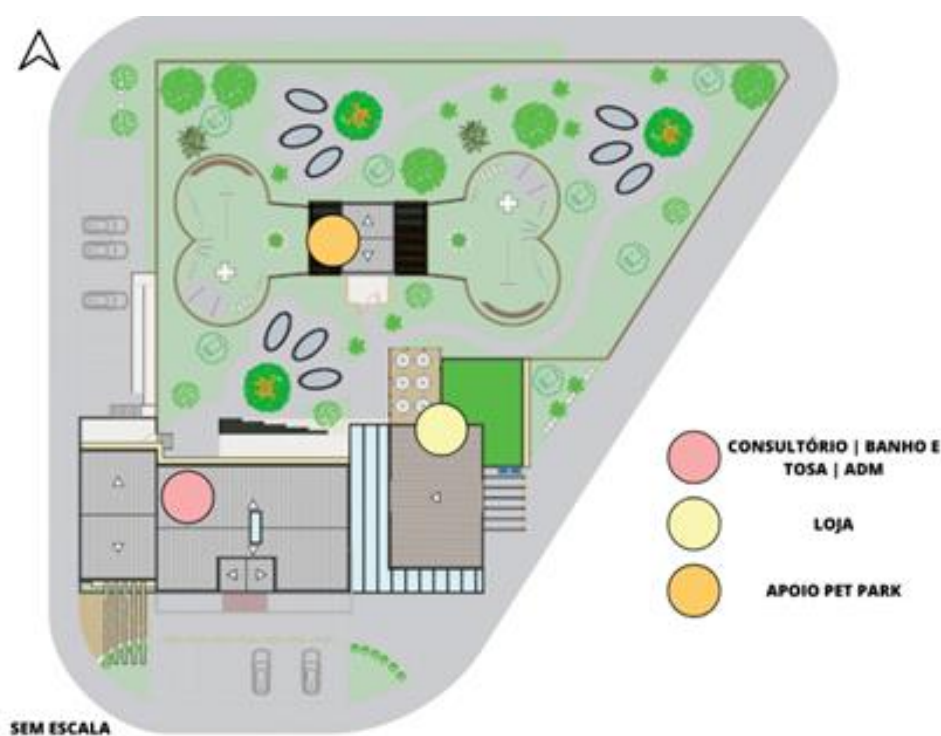 CONSULTÓRIO | BANHO E
TOSA | ADM
LOJA
APOIO PET PARK
SEM ESCALA